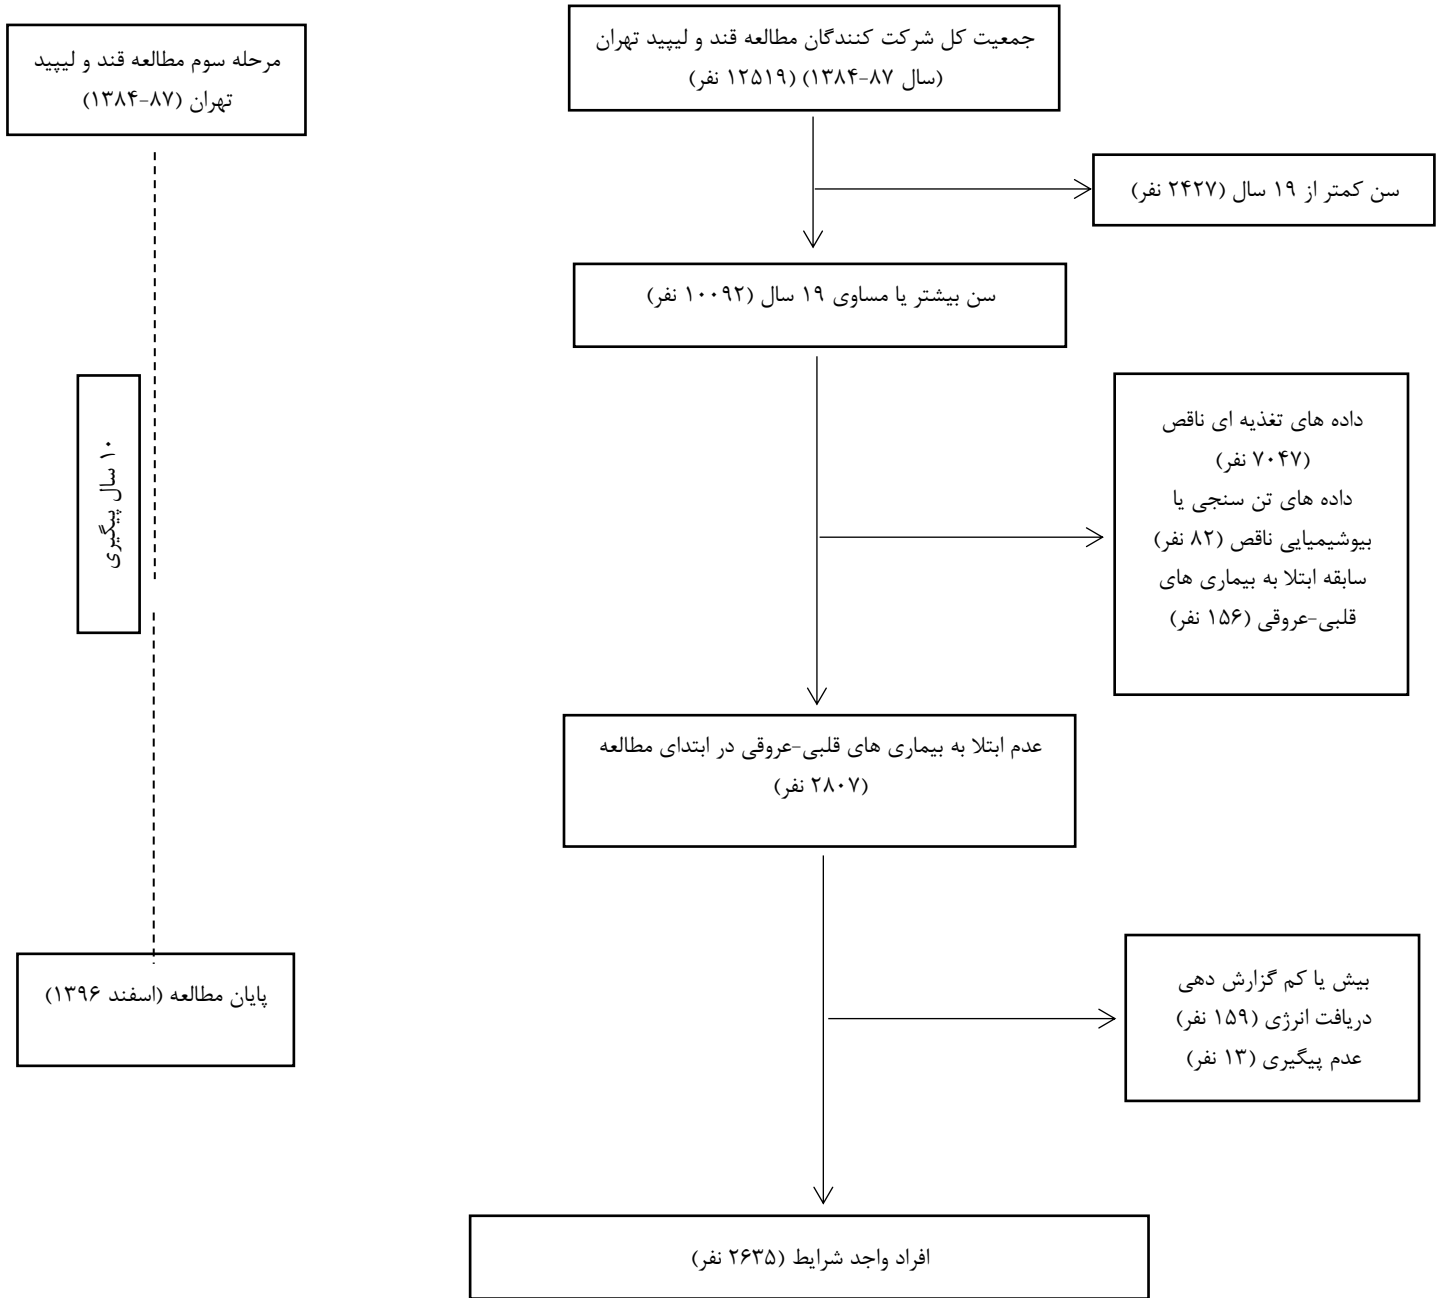 جمعیت کل شرکت کنندگان مطالعه قند و لیپید تهران
(سال ۸۷-۱۳۸۴) (۱۲۵۱۹ نفر)
مرحله سوم مطالعه قند و لیپید
تهران (۸۷-۱۳۸۴)
سن کمتر از ۱۹ سال (۲۴۲۷ نفر)
سن بیشتر یا مساوی ۱۹ سال (۱۰۰۹۲ نفر)
داده های تغذیه ای ناقص
(۷۰۴۷ نفر)
داده های تن سنجی یا
بیوشیمیایی ناقص (۸۲ نفر)
سابقه ابتلا به بیماری های
قلبی-عروقی (۱۵۶ نفر)
۱۰ سال پیگیری
عدم ابتلا به بیماری های قلبی-عروقی در ابتدای مطالعه
(۲۸۰۷ نفر)
بیش یا کم گزارش دهی
دریافت انرژی (۱۵۹ نفر)
عدم پیگیری (۱۳ نفر)
پایان مطالعه (اسفند ۱۳۹۶)
افراد واجد شرایط (۲۶۳۵ نفر)